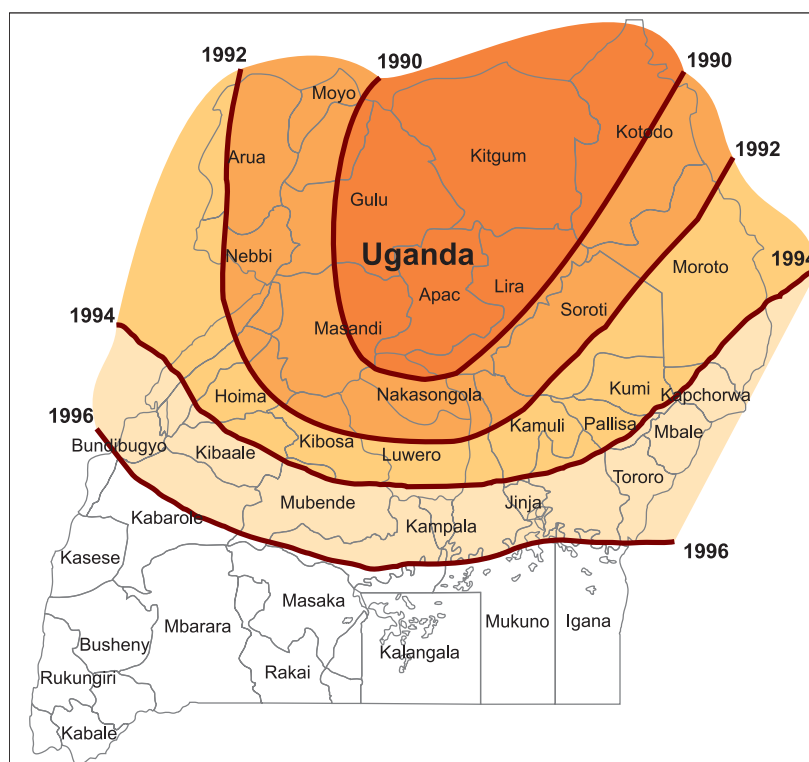 1992
1990
1990
Moyo
Kotodo
1992
Arua
Kitgum
Gulu
Nebbi
Uganda
Moroto
1994
Apac
Lira
Soroti
1994
Masandi
Hoima
Nakasongola
Kumi
Kapchorwa
1996
Bundibugyo
Kibaale
Kibosa
Luwero
Kamuli
Pallisa
Mbale
Tororo
Mubende
Jinja
Kabarole
Kampala
1996
Kasese
Masaka
Mbarara
Mukuno
Igana
Busheny
Kalangala
Rakai
Rukungiri
Kabale